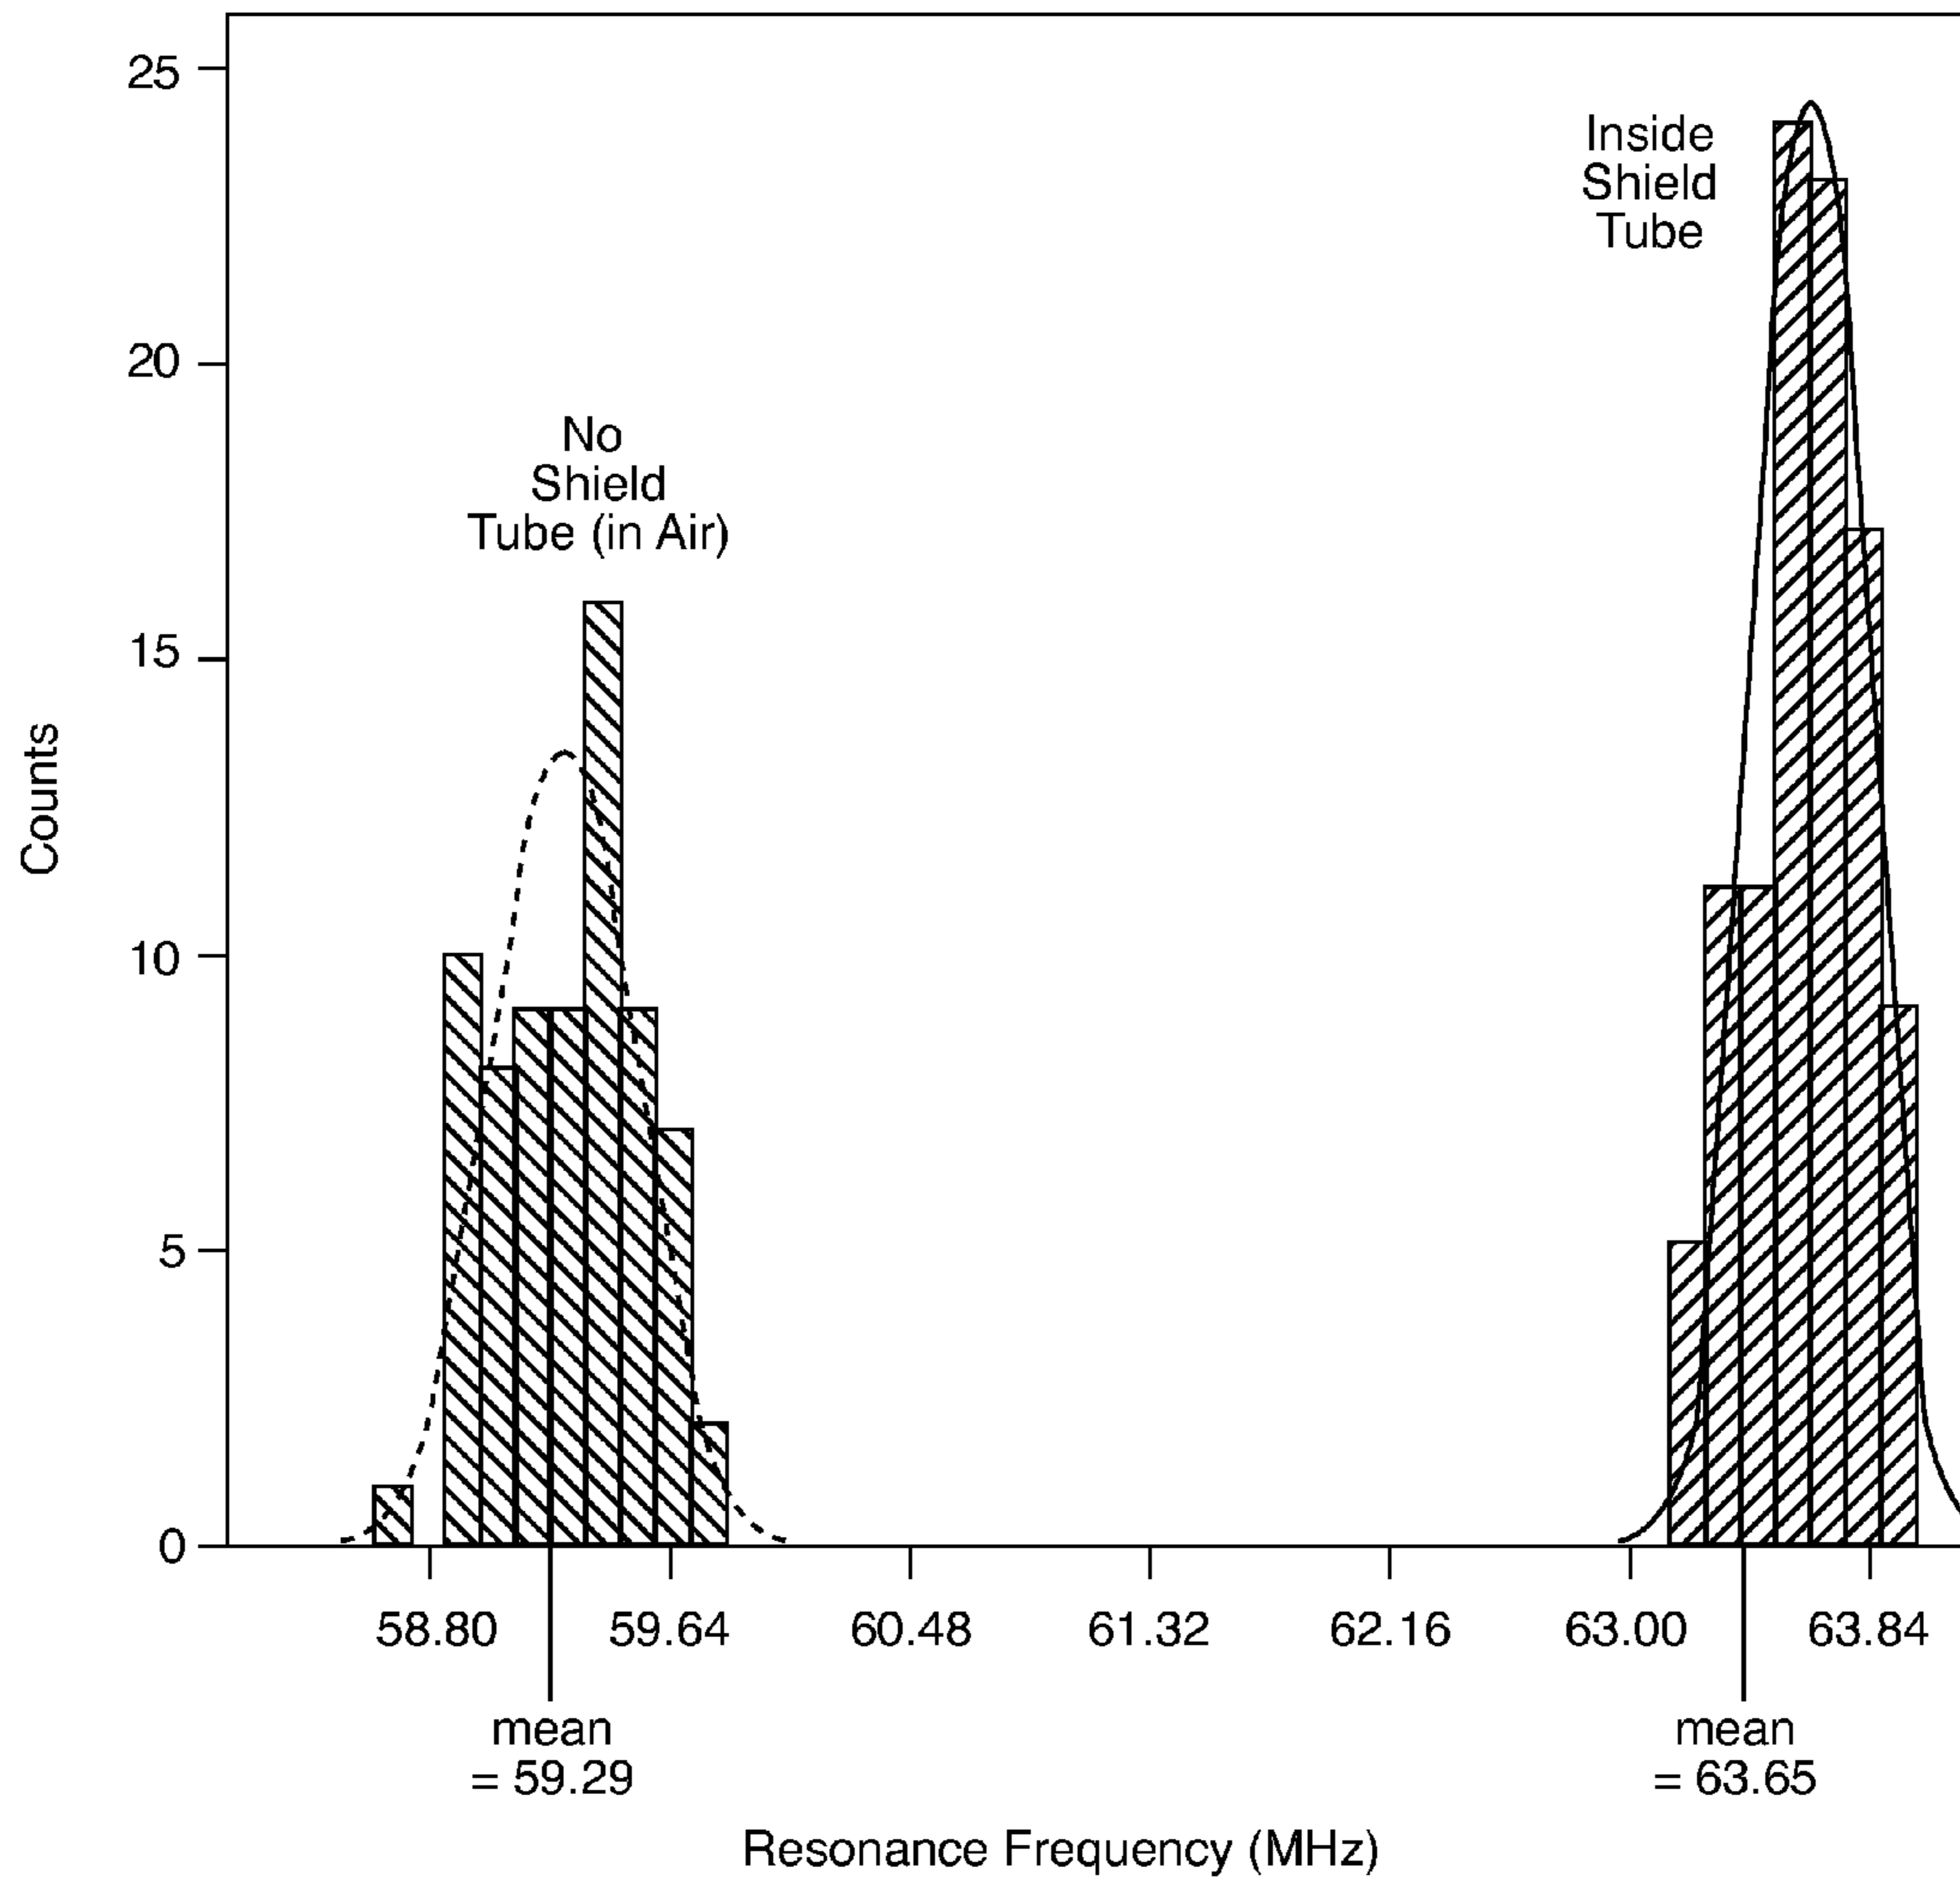 25
20
15
10
5
0
Counts
No
Shield
Tube (in Air)
Inside
Shield
Tube
58.80
59.64
60.48
61.32
62.16
63.00
63.84
mean
= 59.29
mean
= 63.65
Resonance Frequency (MHz)